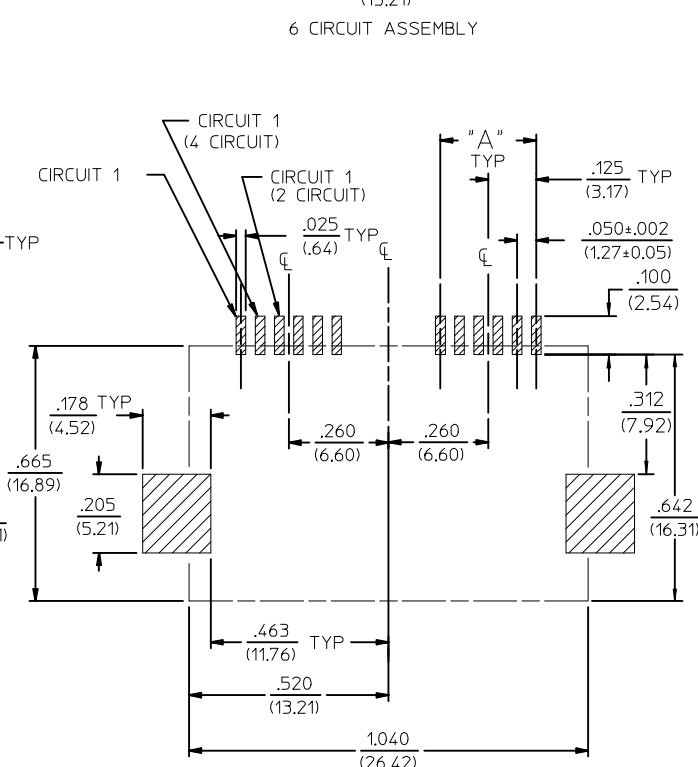 6 CIRCUIT ASSEMBLY
CIRCUIT 1
(4 CIRCUIT)
"A"
TYP
CIRCUIT 1
CIRCUIT 1
(2 CIRCUIT)
.125 TYP
(3.17)
.025 TYP
(.64)
TYP
℄
℄
℄
.050±.002
(1.27±0.05)
.100
(2.54)
.178 TYP
(4.52)
.312
(7.92)
.260
(6.60)
.260
(6.60)
.665
(16.89)
.205
(5.21)
.642
(16.31)
.463 TYP
(11.76)
.520
(13.21)
1.040
(26.42)